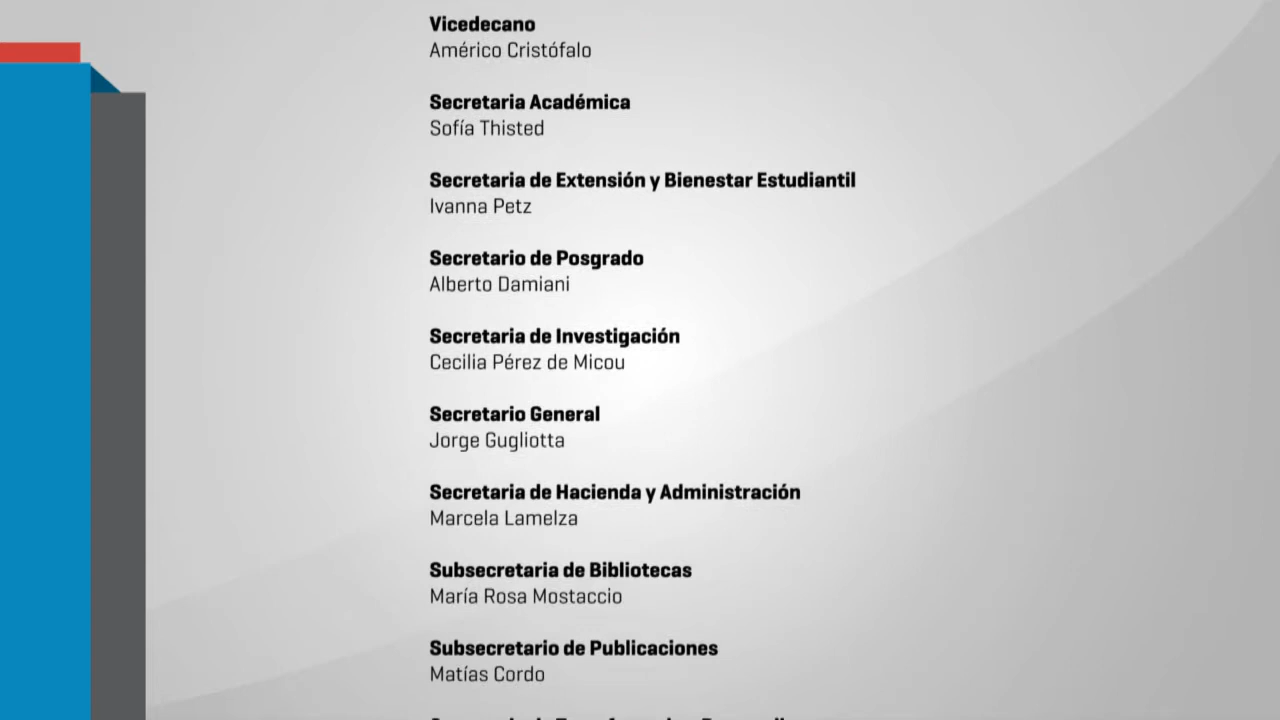 Vicedecano
Américo Cristófalo
Secretaria Académica
Sofía Thisted
Secretaria de Extensión y Bienestar Estudiantil
Ivanna Petz
Secretario de Posgrado
Alberto Damiani
Secretaria de Investigación
Cecilia Pérez de Micou
Secretario General
Jorge Gugliotta
Secretaria de Hacienda y Administración
Marcela Lamelza
Subsecretaria de Bibliotecas
María Rosa Mostaccio
Subsecretario de Publicaciones
Matías Cordo